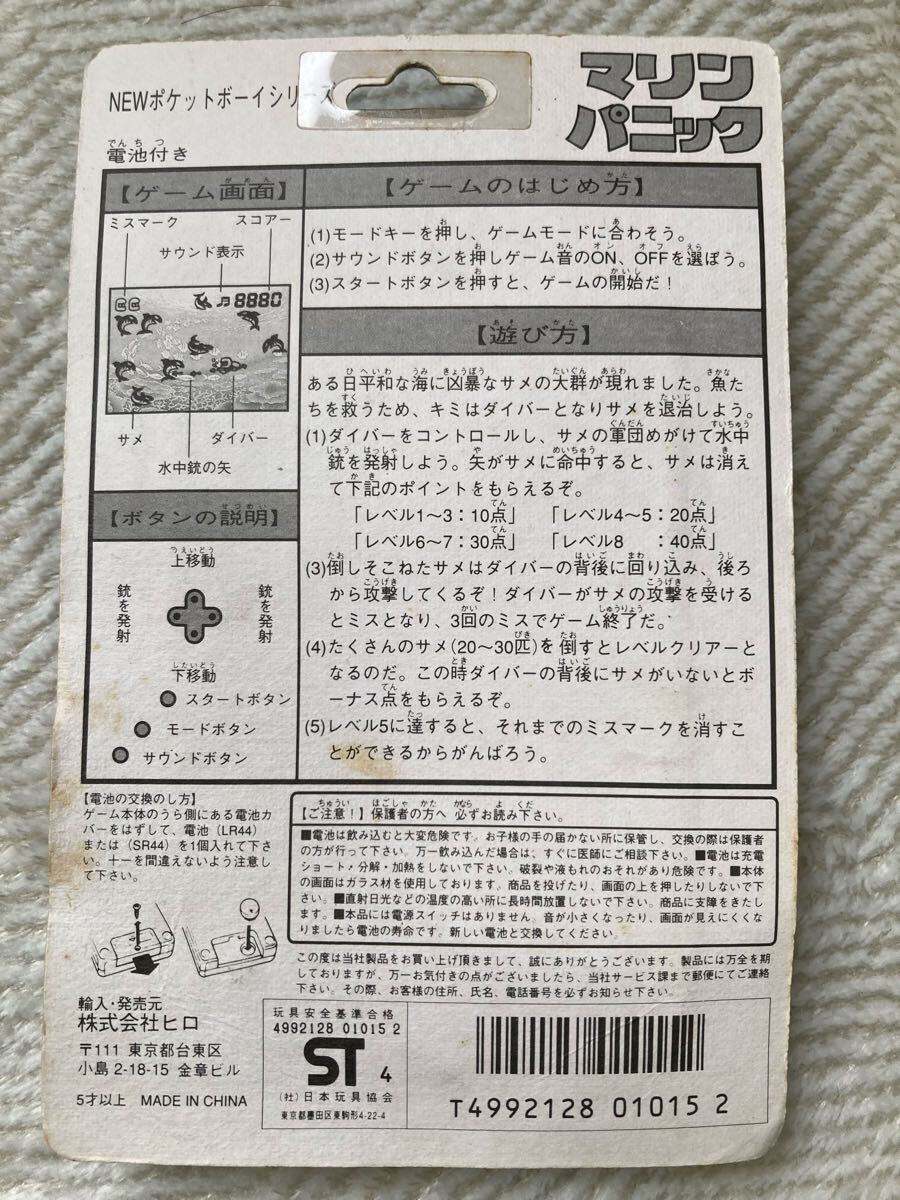 NEWポケットボーイシリーズ
マリン
パニック
でんち つ
電池付き
【ゲーム画面】
がめん
ミスマーク
スコアー
サウンド表示
8880
サメ
ダイバー
水中銃の矢
【ボタンの説明】
せつめい
うえいどう
上移動
銃を発射
銃を発射
したいどう
下移動
スタートボタン
モードボタン
サウンドボタン
【ゲームのはじめ方】
かた
(1)モードキーを押し、ゲームモードに合わそう。
(2)サウンドボタンを押しゲーム音のON、OFFを選ぼう。
(3)スタートボタンを押すと、ゲームの開始だ!
【遊び方】
ある日平和な海に凶暴なサメの大群が現れました。魚た
ちを救うため、キミはダイバーとなりサメを退治しよう。
(1)ダイバーをコントロールし、サメの軍団めがけて水中
銃を発射しよう。矢がサメに命中すると、サメは消え
て下記のポイントをもらえるぞ。
「レベル1〜3:10点」 「レベル4〜5:20点」
「レベル6〜7:30点」 「レベル8 :40点」
(3)倒しそこねたサメはダイバーの背後に回り込み、後ろ
から攻撃してくるぞ!ダイバーがサメの攻撃を受ける
とミスとなり、3回のミスでゲーム終了だ。
(4)たくさんのサメ(20〜30匹)を倒すとレベルクリアーと
なるのだ。この時ダイバーの背後にサメがいないとボ
ーナス点をもらえるぞ。
(5)レベル5に達すると、それまでのミスマークを消すこ
とができるからがんばろう。
【電池の交換のし方】
ゲーム本体のうら側にある電池カ
バーをはずして、電池(LR44)
または(SR44)を1個入れて下さ
い。+−を間違えないよう注意し
て下さい。
【ご注意!】保護者の方へ 必ずお読み下さい。
■電池は飲み込むと大変危険です。お子様の手の届かない所に保管し、交換の際は保護者
の方が行って下さい。万一飲み込んだ場合は、すぐに医師にご相談下さい。■電池は充電
ショート・分解・加熱をしないで下さい。破裂や液もれのおそれがあり危険です。■本体
の画面はガラス材を使用しております。商品を投げたり、画面の上を押したりしないで下
さい。■直射日光などの温度の高い所に長時間放置しないで下さい。商品に支障をきたし
ます。■本品には電源スイッチはありません。音が小さくなったり、画面が見えにくくな
りましたら電池の寿命です。新しい電池と交換してください。
この度は当社製品をお買い上げ頂きまして、誠にありがとうございます。製品には万全を期
しておりますが、万一お気付きの点がございましたら、当社サービス課まで郵便にてご連絡
下さい。その際、お客様の住所、氏名、電話番号を必ずお知らせ下さい。
輸入・発売元
株式会社ヒロ
〒111 東京都台東区
小島 2-18-15 金章ビル
5才以上 MADE IN CHINA
玩具安全基準合格
4992128 01015 2
ST 4
(社)日本玩具協会
東京都墨田区東駒形4-22-4
T4992128 01015 2